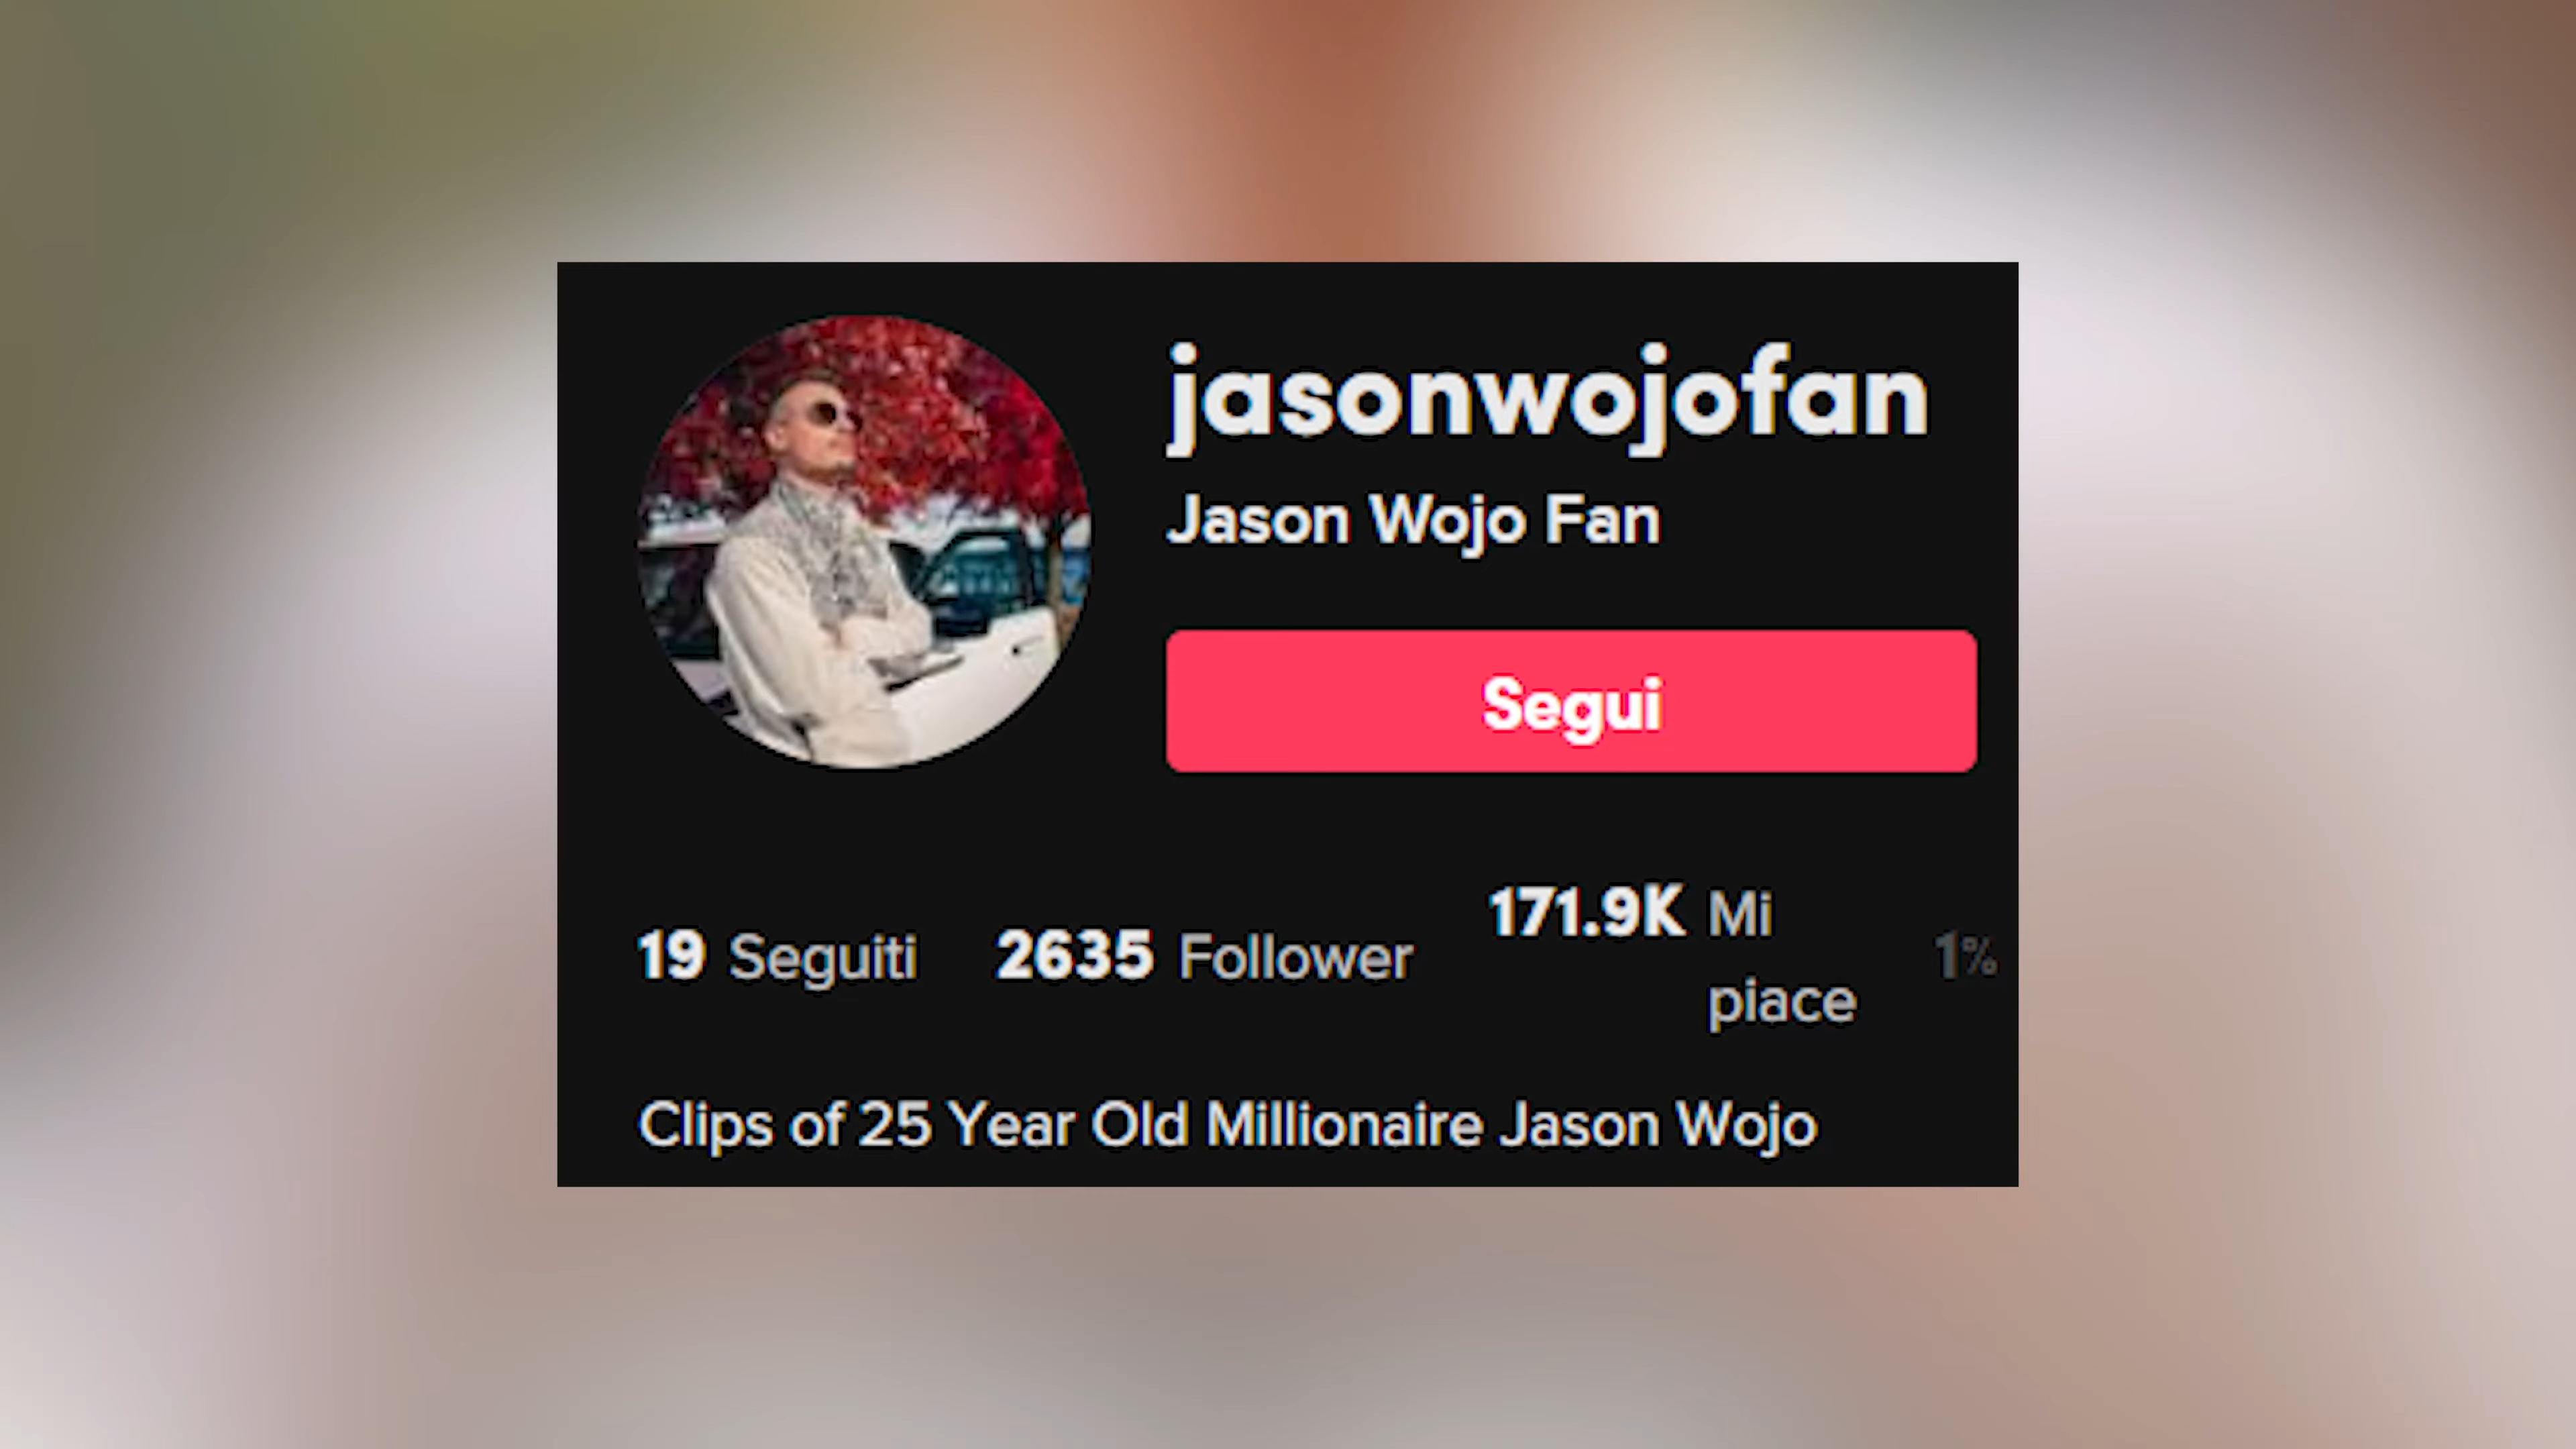 jasonwojofan
Jason Wojo Fan
Segui
19 Seguiti 2635 Follower 171.9K Mi piace 1%
Clips of 25 Year Old Millionaire Jason Wojo